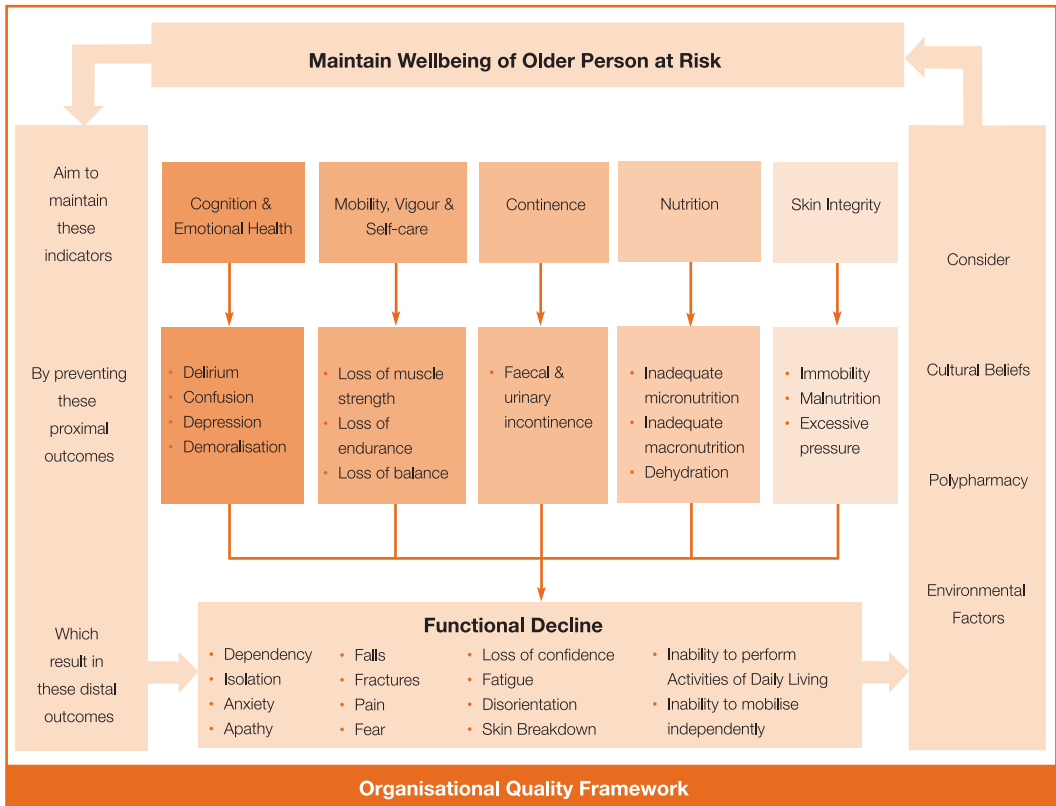 Maintain Wellbeing of Older Person at Risk
Aim to
maintain
these
indicators
Cognition &
Emotional Health
Mobility, Vigour &
Self-care
Continence
Nutrition
Skin Integrity
By preventing
these
proximal
outcomes
• Delirium
• Confusion
• Depression
• Demoralisation
• Loss of muscle
strength
• Loss of
endurance
• Loss of balance
• Faecal &
urinary
incontinence
• Inadequate
micronutrition
• Inadequate
macronutrition
• Dehydration
• Immobility
• Malnutrition
• Excessive
pressure
Which
result in
these distal
outcomes
Functional Decline
• Dependency
• Isolation
• Anxiety
• Apathy
• Falls
• Fractures
• Pain
• Fear
• Loss of confidence
• Fatigue
• Disorientation
• Skin Breakdown
• Inability to perform
Activities of Daily Living
• Inability to mobilise
independently
Consider
Cultural Beliefs
Polypharmacy
Environmental
Factors
Organisational Quality Framework